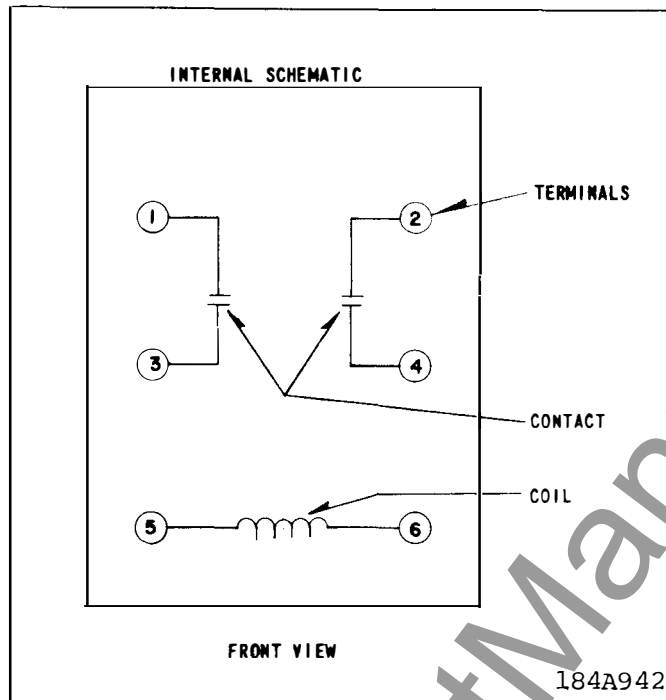 INTERNAL SCHEMATIC
1
2
TERMINALS
3
4
CONTACT
COIL
5
6
FRONT VIEW
184A942